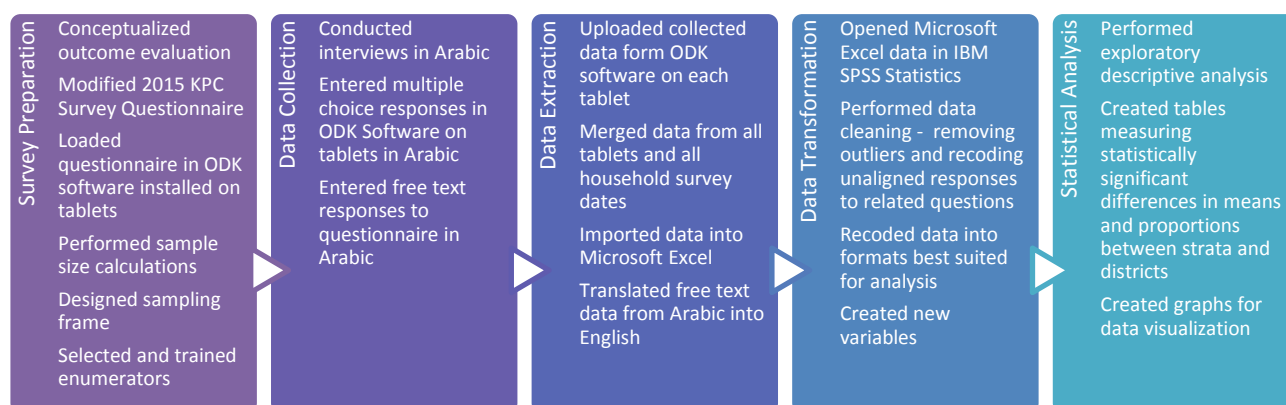 Survey Preparation
Conceptualized
outcome evaluation
Modified 2015 KPC
Survey Questionnaire
Loaded
questionnaire in ODK
software installed on
tablets
Performed sample
size calculations
Designed sampling
frame
Selected and trained
enumerators
Data Collection
Conducted
interviews in Arabic
Entered multiple
choice responses in
ODK Software on
tablets in Arabic
Entered free text
responses to
questionnaire in
Arabic
Data Extraction
Uploaded collected
data form ODK
software on each
tablet
Merged data from all
tablets and all
household survey
dates
Imported data into
Microsoft Excel
Translated free text
data from Arabic into
English
Data Transformation
Opened Microsoft
Excel data in IBM
SPSS Statistics
Performed data
cleaning - removing
outliers and recoding
unaligned responses
to related questions
Recoded data into
formats best suited
for analysis
Created new
variables
Statistical Analysis
Performed
exploratory
descriptive analysis
Created tables
measuring
statistically
significant
differences in means
and proportions
between strata and
districts
Created graphs for
data visualization